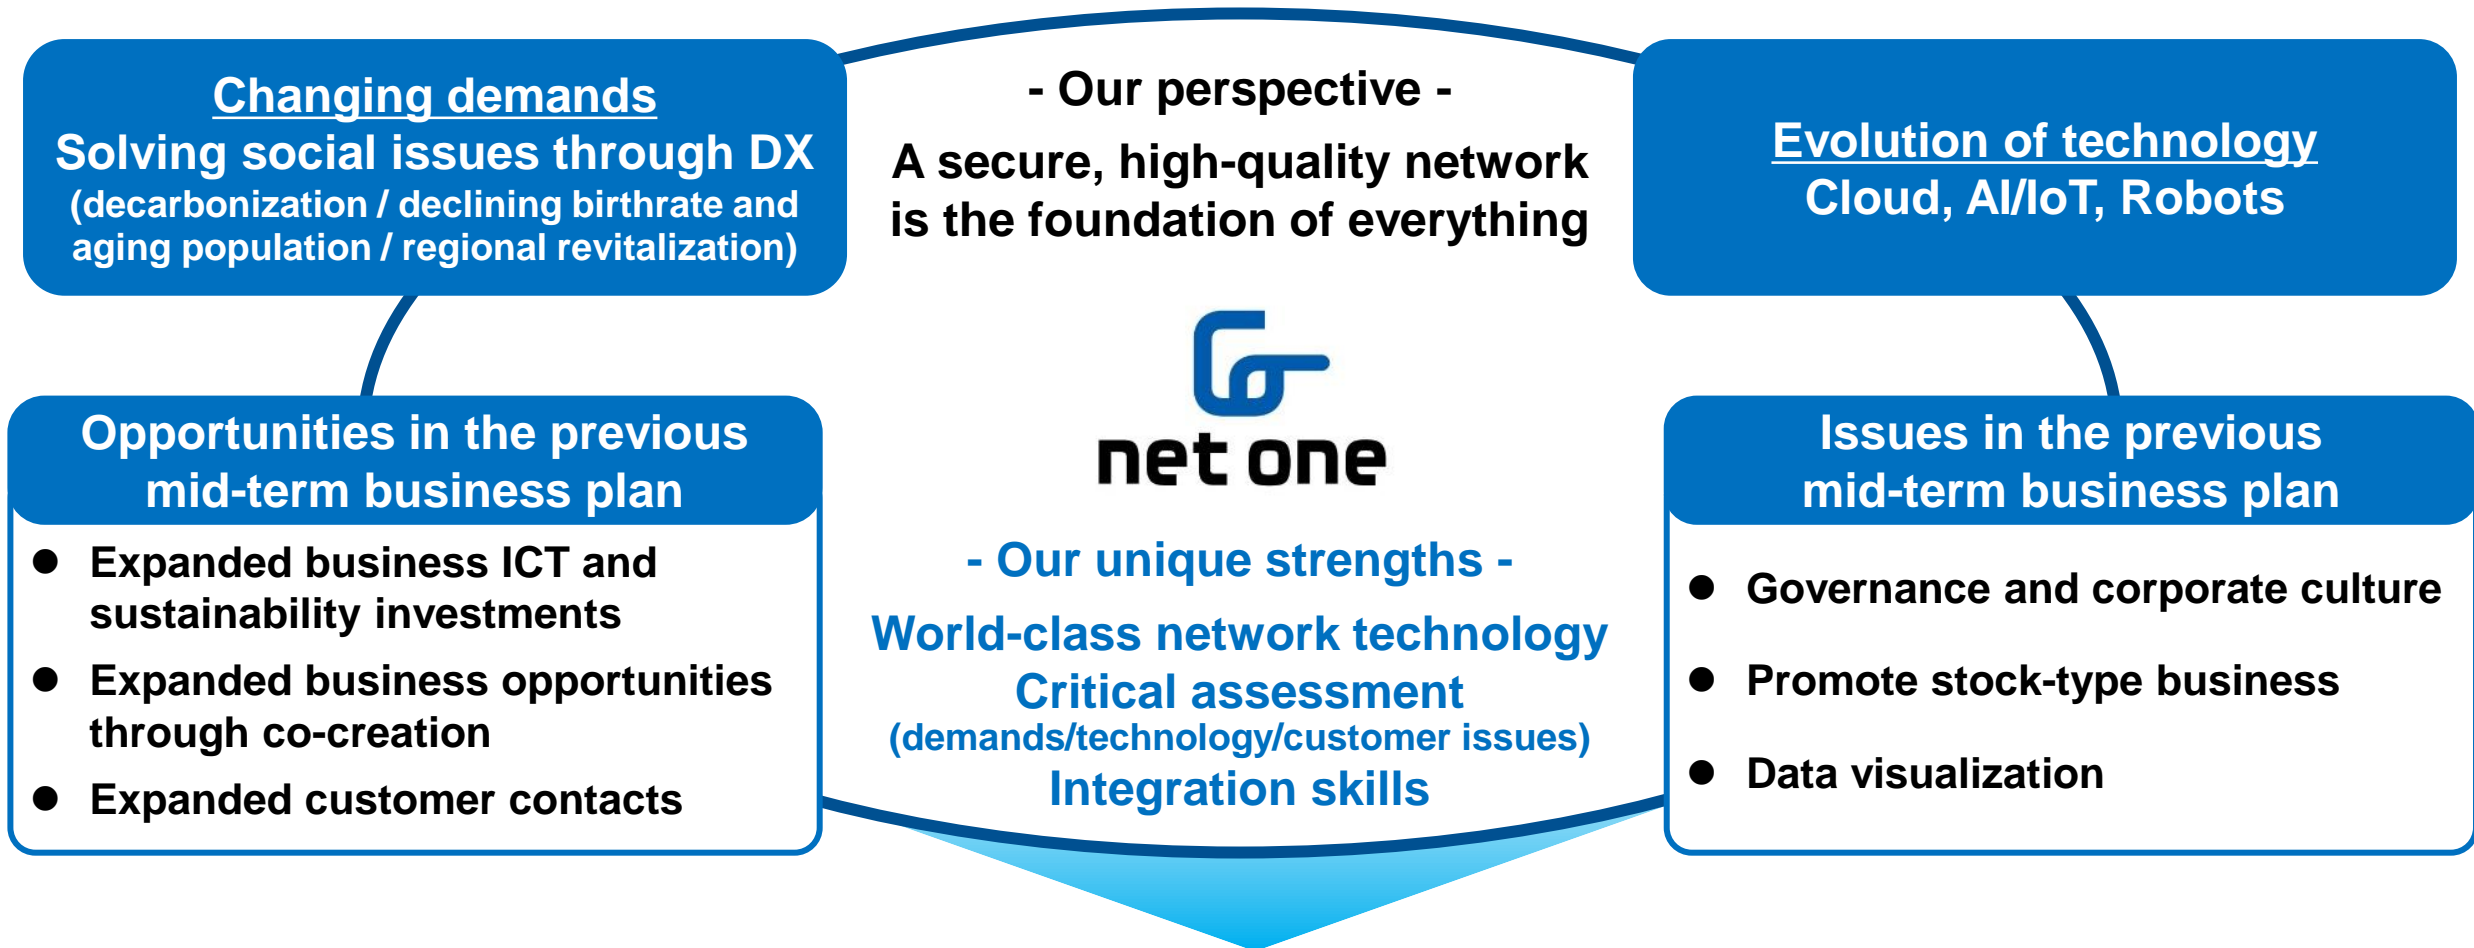 Changing demands
Solving social issues through DX
(decarbonization / declining birthrate and
aging population / regional revitalization)
- Our perspective -
A secure, high-quality network
is the foundation of everything
Evolution of technology
Cloud, AI/IoT, Robots
net one
Opportunities in the previous
mid-term business plan
● Expanded business ICT and
sustainability investments
● Expanded business opportunities
through co-creation
● Expanded customer contacts
- Our unique strengths -
World-class network technology
Critical assessment
(demands/technology/customer issues)
Integration skills
Issues in the previous
mid-term business plan
● Governance and corporate culture
● Promote stock-type business
● Data visualization